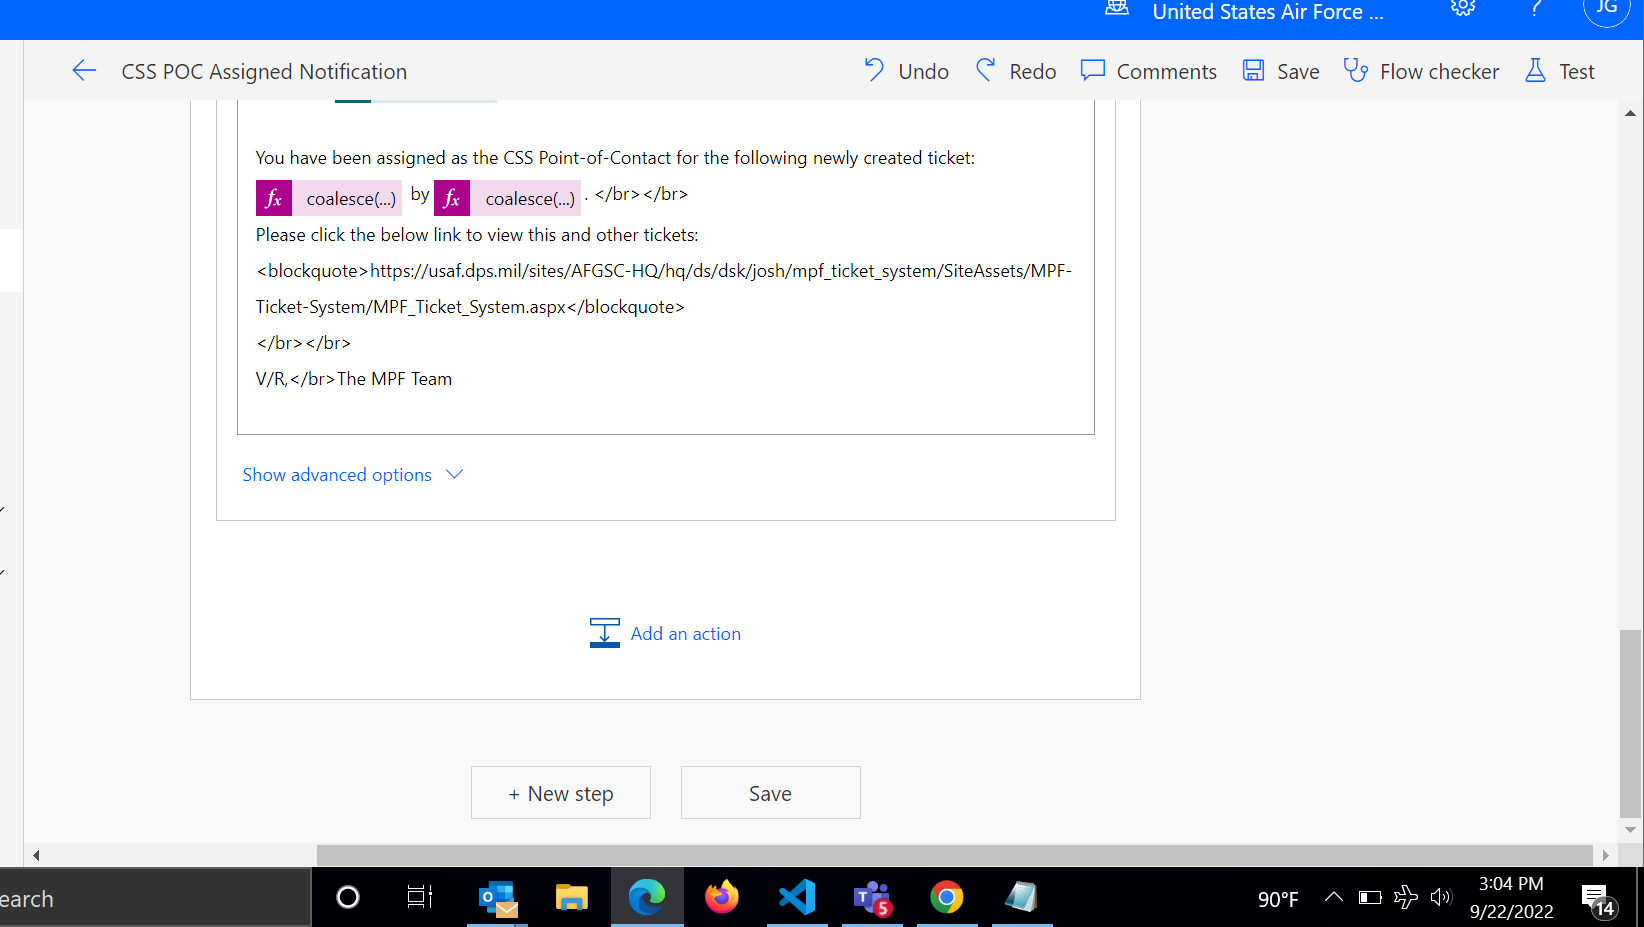 United States Air Force ...
JG
CSS POC Assigned Notification
Undo
Redo
Comments
Save
Flow checker
Test
You have been assigned as the CSS Point-of-Contact for the following newly created ticket:
fx coalesce(...) by fx coalesce(...) . </br></br>
Please click the below link to view this and other tickets:
<blockquote>https://usaf.dps.mil/sites/AFGSC-HQ/hq/ds/dsk/josh/mpf_ticket_system/SiteAssets/MPF-
Ticket-System/MPF_Ticket_System.aspx</blockquote>
</br></br>
V/R,</br>The MPF Team
Show advanced options
Add an action
+ New step
Save
earch
5
90°F
3:04 PM
9/22/2022
14